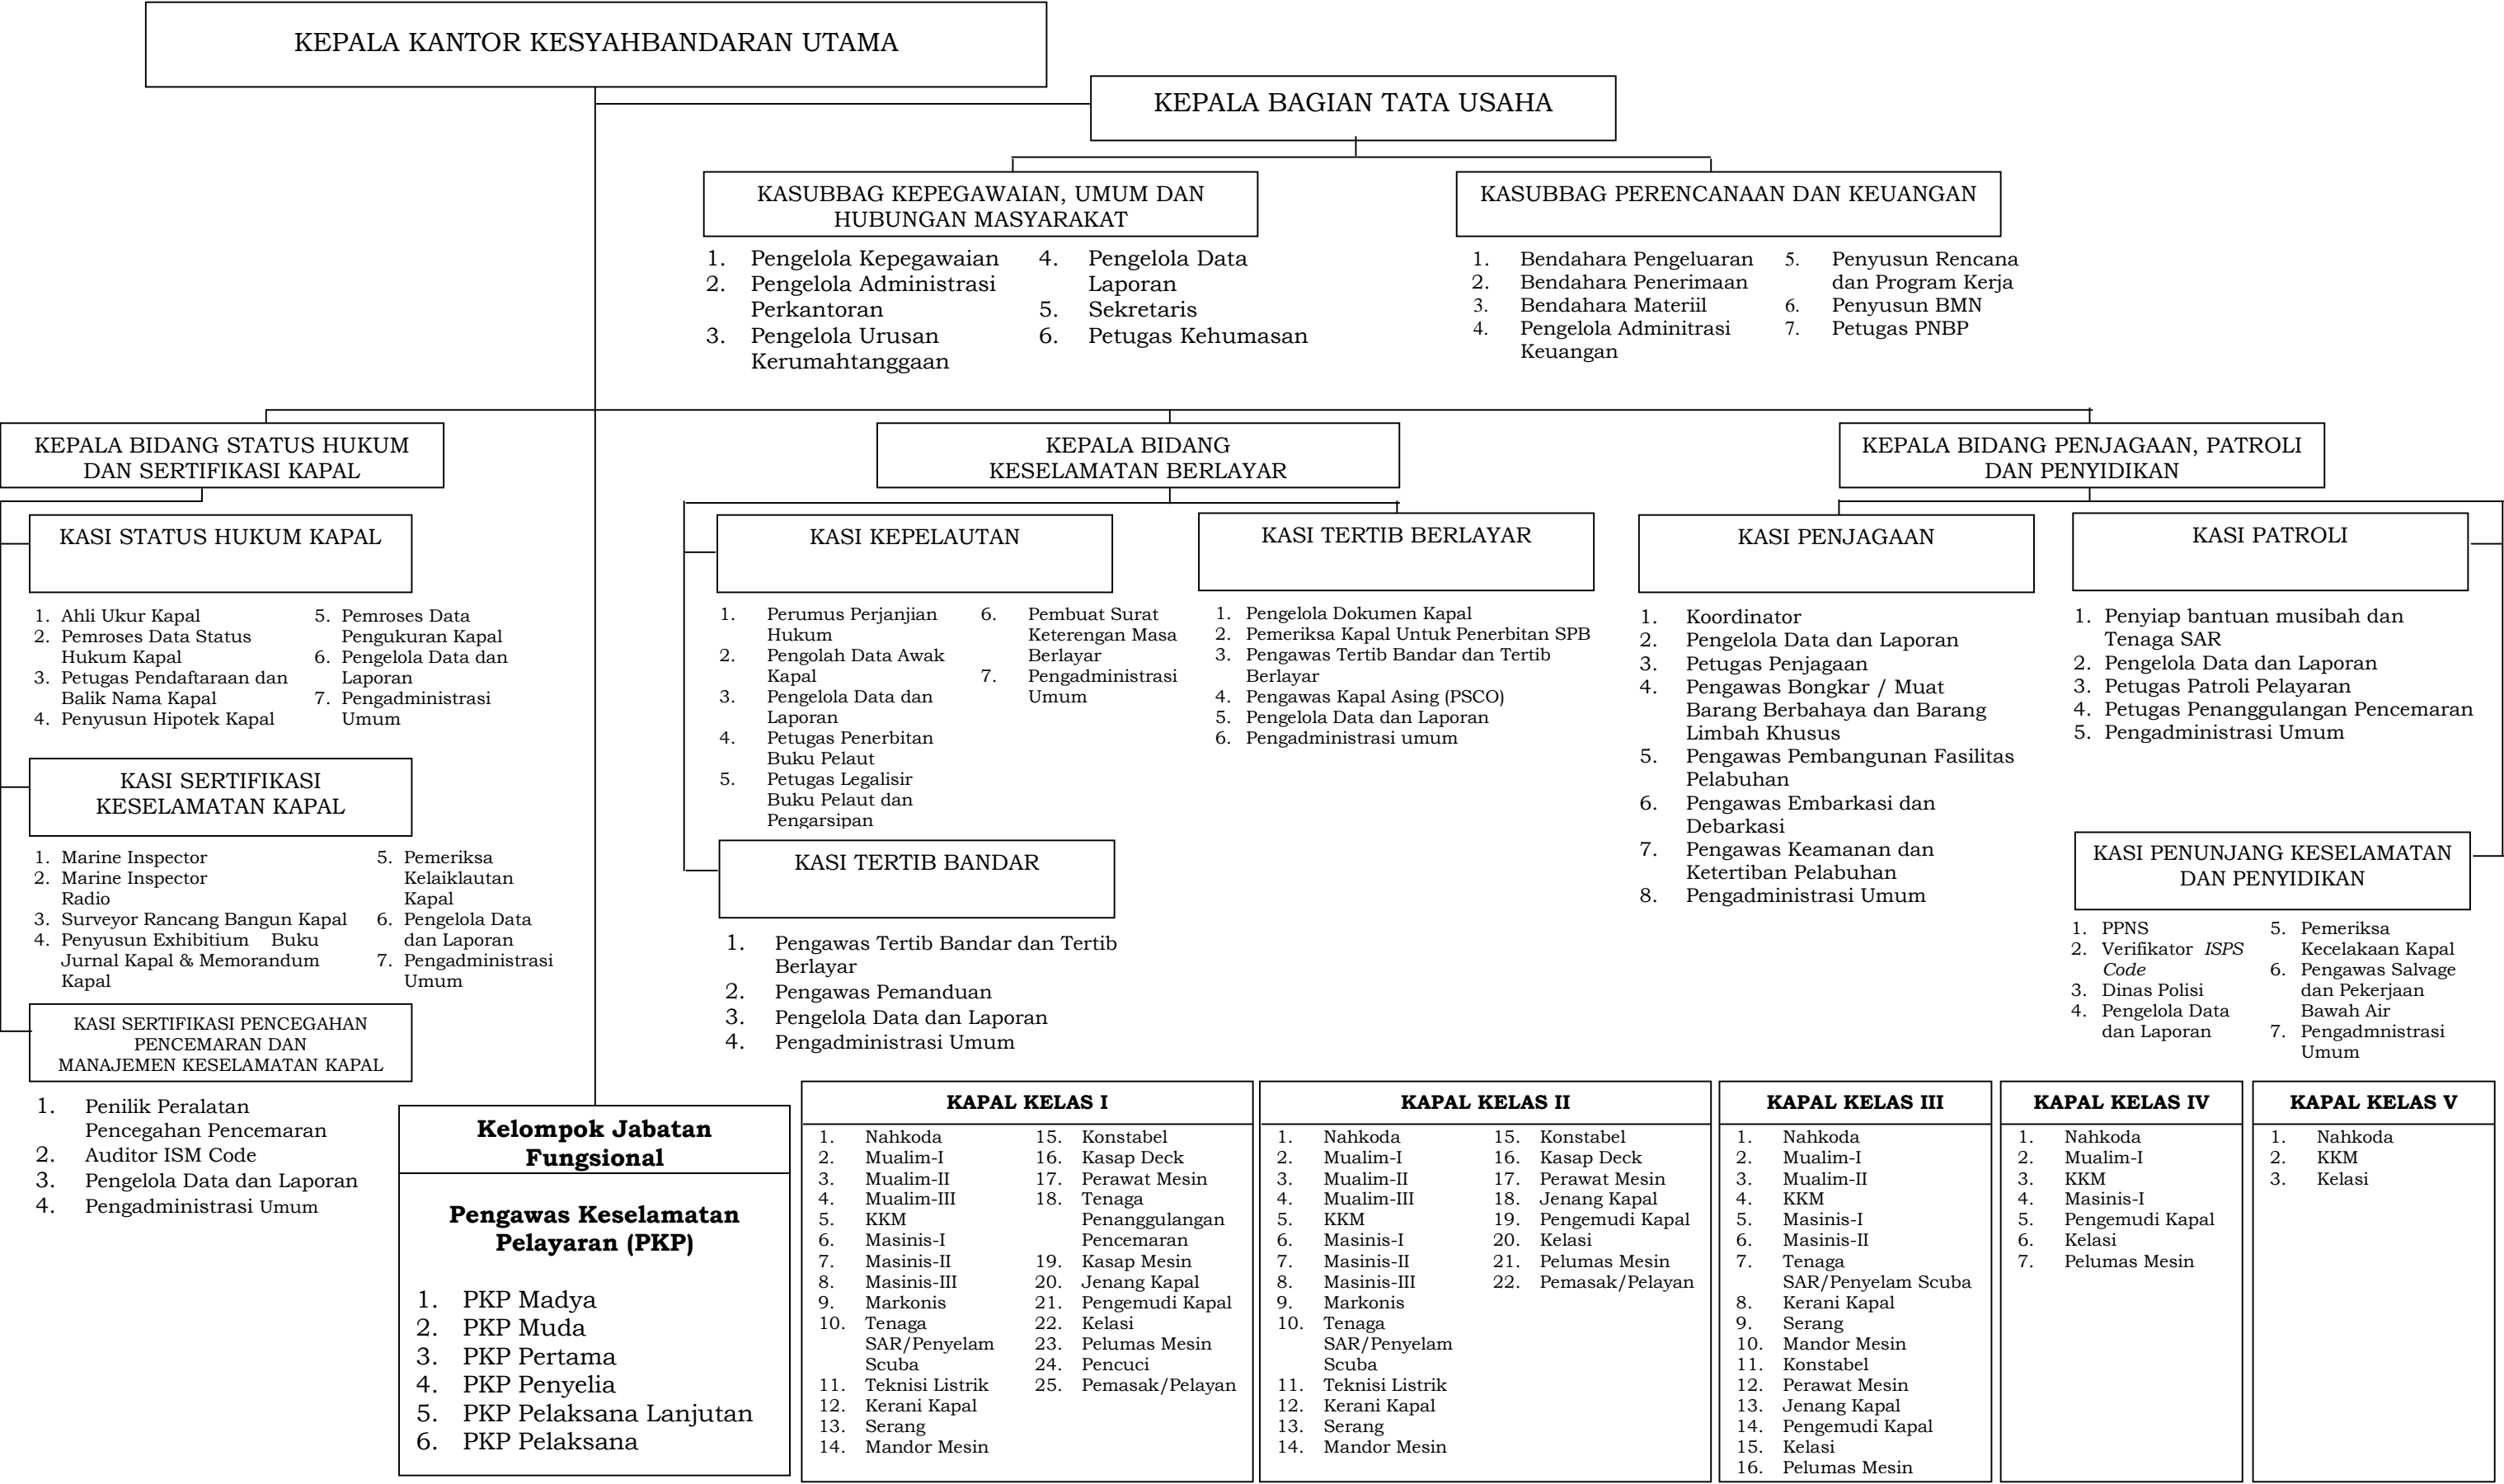 KEPALA KANTOR KESYAHBANDARAN UTAMA
KEPALA BAGIAN TATA USAHA
KASUBBAG KEPEGAWAIAN, UMUM DAN
HUBUNGAN MASYARAKAT
1. Pengelola Kepegawaian
2. Pengelola Administrasi
Perkantoran
3. Pengelola Urusan
Kerumahtanggaan
4. Pengelola Data
Laporan
5. Sekretaris
6. Petugas Kehumasan
KASUBBAG PERENCANAAN DAN KEUANGAN
1. Bendahara Pengeluaran
2. Bendahara Penerimaan
3. Bendahara Materiil
4. Pengelola Adminitrasi
Keuangan
5. Penyusun Rencana
dan Program Kerja
6. Penyusun BMN
7. Petugas PNBP
KEPALA BIDANG STATUS HUKUM
DAN SERTIFIKASI KAPAL
KASI STATUS HUKUM KAPAL
1. Ahli Ukur Kapal
2. Pemroses Data Status
Hukum Kapal
3. Petugas Pendaftaraan dan
Balik Nama Kapal
4. Penyusun Hipotek Kapal
5. Pemroses Data
Pengukuran Kapal
6. Pengelola Data dan
Laporan
7. Pengadministrasi
Umum
KASI SERTIFIKASI
KESELAMATAN KAPAL
1. Marine Inspector
2. Marine Inspector
Radio
3. Surveyor Rancang Bangun Kapal
4. Penyusun Exhibitium Buku
Jurnal Kapal & Memorandum
Kapal
5. Pemeriksa
Kelaiklautan
Kapal
6. Pengelola Data
dan Laporan
7. Pengadministrasi
Umum
KASI SERTIFIKASI PENCEGAHAN
PENCEMARAN DAN
MANAJEMEN KESELAMATAN KAPAL
1. Penilik Peralatan
Pencegahan Pencemaran
2. Auditor ISM Code
3. Pengelola Data dan Laporan
4. Pengadministrasi Umum
KEPALA BIDANG
KESELAMATAN BERLAYAR
KASI KEPELAUTAN
1. Perumus Perjanjian
Hukum
2. Pengolah Data Awak
Kapal
3. Pengelola Data dan
Laporan
4. Petugas Penerbitan
Buku Pelaut
5. Petugas Legalisir
Buku Pelaut dan
Pengarsipan
6. Pembuat Surat
Keterengan Masa
Berlayar
7. Pengadministrasi
Umum
KASI TERTIB BERLAYAR
1. Pengelola Dokumen Kapal
2. Pemeriksa Kapal Untuk Penerbitan SPB
3. Pengawas Tertib Bandar dan Tertib
Berlayar
4. Pengawas Kapal Asing (PSCO)
5. Pengelola Data dan Laporan
6. Pengadministrasi umum
KASI TERTIB BANDAR
1. Pengawas Tertib Bandar dan Tertib
Berlayar
2. Pengawas Pemanduan
3. Pengelola Data dan Laporan
4. Pengadministrasi Umum
KEPALA BIDANG PENJAGAAN, PATROLI
DAN PENYIDIKAN
KASI PENJAGAAN
1. Koordinator
2. Pengelola Data dan Laporan
3. Petugas Penjagaan
4. Pengawas Bongkar / Muat
Barang Berbahaya dan Barang
Limbah Khusus
5. Pengawas Pembangunan Fasilitas
Pelabuhan
6. Pengawas Embarkasi dan
Debarkasi
7. Pengawas Keamanan dan
Ketertiban Pelabuhan
8. Pengadministrasi Umum
KASI PATROLI
1. Penyiap bantuan musibah dan
Tenaga SAR
2. Pengelola Data dan Laporan
3. Petugas Patroli Pelayaran
4. Petugas Penanggulangan Pencemaran
5. Pengadministrasi Umum
KASI PENUNJANG KESELAMATAN
DAN PENYIDIKAN
1. PPNS
2. Verifikator ISPS
Code
3. Dinas Polisi
4. Pengelola Data
dan Laporan
5. Pemeriksa
Kecelakaan Kapal
6. Pengawas Salvage
dan Pekerjaan
Bawah Air
7. Pengadmnistrasi
Umum
Kelompok Jabatan
Fungsional
Pengawas Keselamatan
Pelayaran (PKP)
1. PKP Madya
2. PKP Muda
3. PKP Pertama
4. PKP Penyelia
5. PKP Pelaksana Lanjutan
6. PKP Pelaksana
KAPAL KELAS I
1. Nahkoda
2. Mualim-I
3. Mualim-II
4. Mualim-III
5. KKM
6. Masinis-I
7. Masinis-II
8. Masinis-III
9. Markonis
10. Tenaga
SAR/Penyelam
Scuba
11. Teknisi Listrik
12. Kerani Kapal
13. Serang
14. Mandor Mesin
15. Konstabel
16. Kasap Deck
17. Perawat Mesin
18. Tenaga
Penanggulangan
Pencemaran
19. Kasap Mesin
20. Jenang Kapal
21. Pengemudi Kapal
22. Kelasi
23. Pelumas Mesin
24. Pencuci
25. Pemasak/Pelayan
KAPAL KELAS II
1. Nahkoda
2. Mualim-I
3. Mualim-II
4. Mualim-III
5. KKM
6. Masinis-I
7. Masinis-II
8. Masinis-III
9. Markonis
10. Tenaga
SAR/Penyelam
Scuba
11. Teknisi Listrik
12. Kerani Kapal
13. Serang
14. Mandor Mesin
15. Konstabel
16. Kasap Deck
17. Perawat Mesin
18. Jenang Kapal
19. Pengemudi Kapal
20. Kelasi
21. Pelumas Mesin
22. Pemasak/Pelayan
KAPAL KELAS III
1. Nahkoda
2. Mualim-I
3. Mualim-II
4. KKM
5. Masinis-I
6. Masinis-II
7. Tenaga
SAR/Penyelam Scuba
8. Kerani Kapal
9. Serang
10. Mandor Mesin
11. Konstabel
12. Perawat Mesin
13. Jenang Kapal
14. Pengemudi Kapal
15. Kelasi
16. Pelumas Mesin
KAPAL KELAS IV
1. Nahkoda
2. Mualim-I
3. KKM
4. Masinis-I
5. Pengemudi Kapal
6. Kelasi
7. Pelumas Mesin
KAPAL KELAS V
1. Nahkoda
2. KKM
3. Kelasi